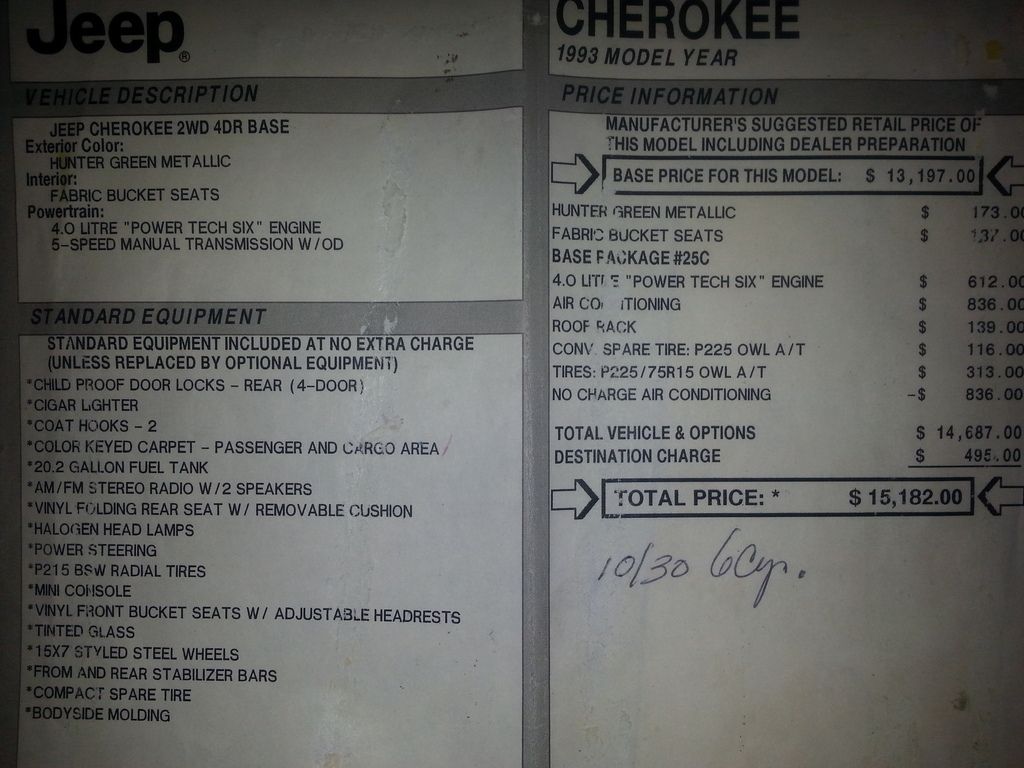 Jeep®
VEHICLE DESCRIPTION
JEEP CHEROKEE 2WD 4DR BASE
Exterior Color:
HUNTER GREEN METALLIC
Interior:
FABRIC BUCKET SEATS
Powertrain:
4.0 LITRE "POWER TECH SIX" ENGINE
5-SPEED MANUAL TRANSMISSION W/OD
STANDARD EQUIPMENT
STANDARD EQUIPMENT INCLUDED AT NO EXTRA CHARGE
(UNLESS REPLACED BY OPTIONAL EQUIPMENT)
*CHILD PROOF DOOR LOCKS - REAR (4-DOOR)
*CIGAR LIGHTER
*COAT HOOKS - 2
*COLOR KEYED CARPET - PASSENGER AND CARGO AREA
*20.2 GALLON FUEL TANK
*AM/FM STEREO RADIO W/2 SPEAKERS
*VINYL FOLDING REAR SEAT W/ REMOVABLE CUSHION
*HALOGEN HEAD LAMPS
*POWER STEERING
*P215 BSW RADIAL TIRES
*MINI CONSOLE
*VINYL FRONT BUCKET SEATS W/ ADJUSTABLE HEADRESTS
*TINTED GLASS
*15X7 STYLED STEEL WHEELS
*FROM AND REAR STABILIZER BARS
*COMPACT SPARE TIRE
*BODYSIDE MOLDING
CHEROKEE
1993 MODEL YEAR
PRICE INFORMATION
MANUFACTURER'S SUGGESTED RETAIL PRICE OF
THIS MODEL INCLUDING DEALER PREPARATION
BASE PRICE FOR THIS MODEL: $ 13,197.00
HUNTER GREEN METALLIC $ 173.00
FABRIC BUCKET SEATS $ 137.00
BASE PACKAGE #25C
4.0 LITRE "POWER TECH SIX" ENGINE $ 612.00
AIR CONDITIONING $ 836.00
ROOF RACK $ 139.00
CONV. SPARE TIRE: P225 OWL A/T $ 116.00
TIRES: P225/75R15 OWL A/T $ 313.00
NO CHARGE AIR CONDITIONING -$ 836.00
TOTAL VEHICLE & OPTIONS $ 14,687.00
DESTINATION CHARGE $ 495.00
TOTAL PRICE: * $ 15,182.00
10/30 6Cyn.